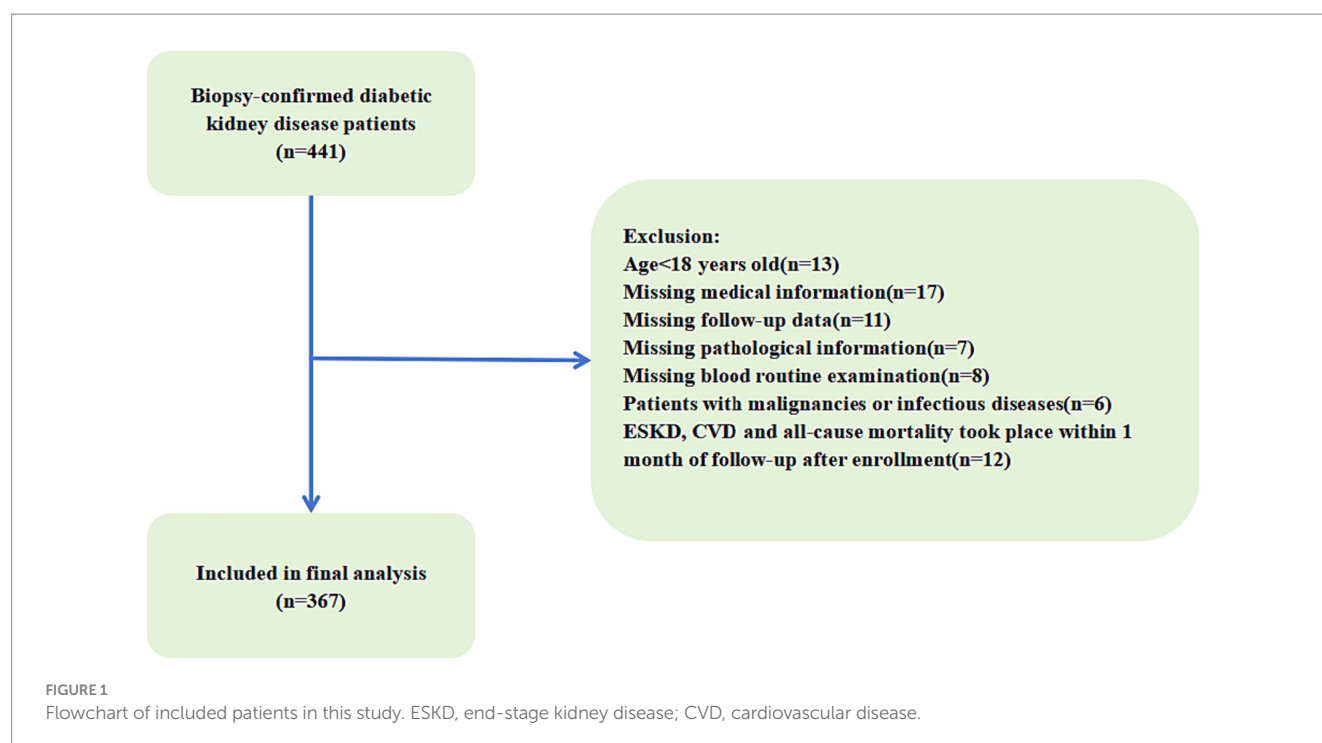 Biopsy-confirmed diabetic
kidney disease patients
(n=441)
Exclusion:
Age<18 years old(n=13)
Missing medical information(n=17)
Missing follow-up data(n=11)
Missing pathological information(n=7)
Missing blood routine examination(n=8)
Patients with malignancies or infectious diseases(n=6)
ESKD, CVD and all-cause mortality took place within 1
month of follow-up after enrollment(n=12)
Included in final analysis
(n=367)
FIGURE 1
Flowchart of included patients in this study. ESKD, end-stage kidney disease; CVD, cardiovascular disease.